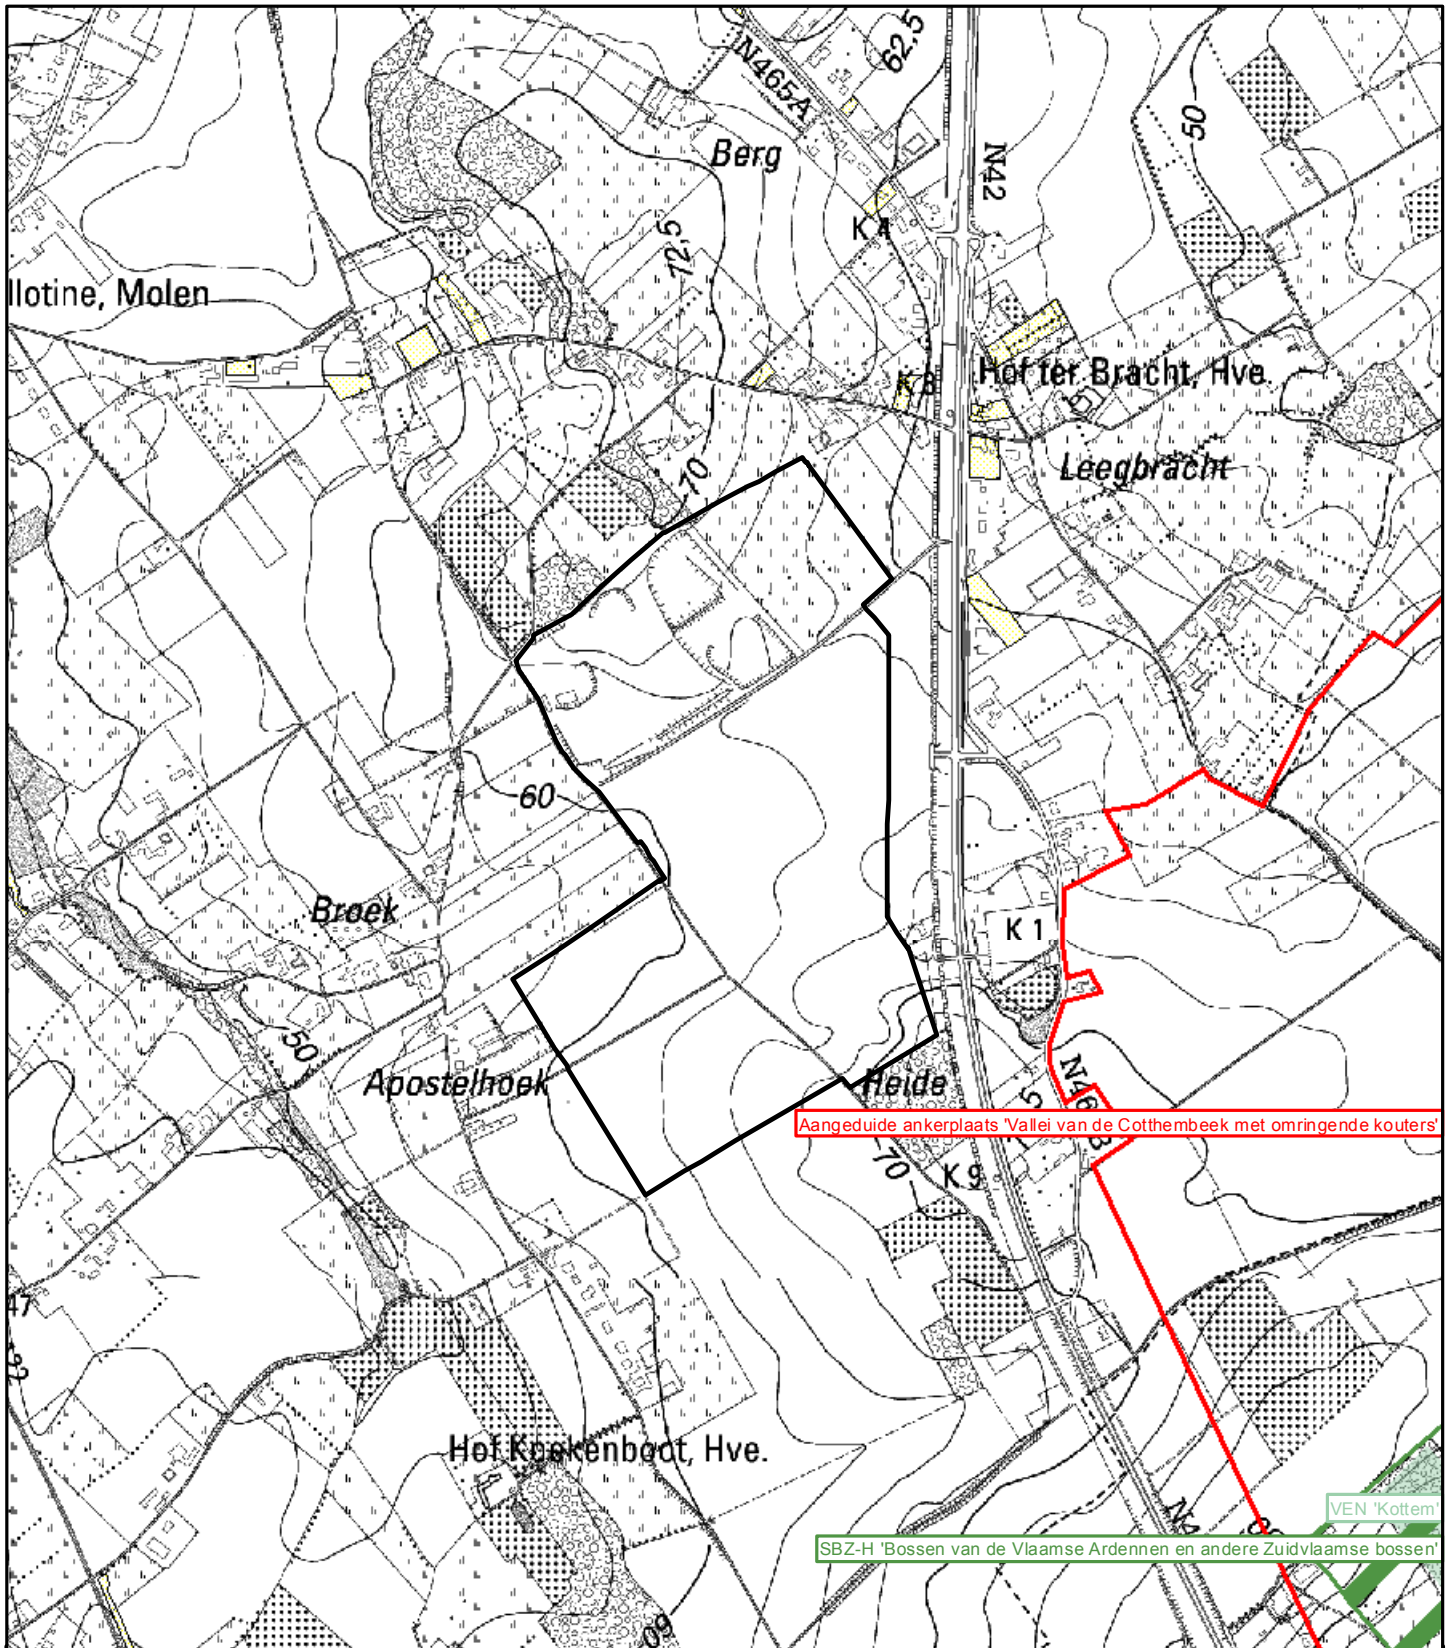 62,5
N465A
50
Berg
N42
K 4
72,5
llotine, Molen
Hof ter Bracht, Hve.
K 8
Leegbracht
70
60
Broek
K 1
50
Apostelhoek
Heide
Aangeduide ankerplaats 'Vallei van de Cotthembeek met omringende kouters'
70
K 9
47
Hof Koekenboot, Hve.
VEN 'Kottem'
SBZ-H 'Bossen van de Vlaamse Ardennen en andere Zuidvlaamse bossen'
60